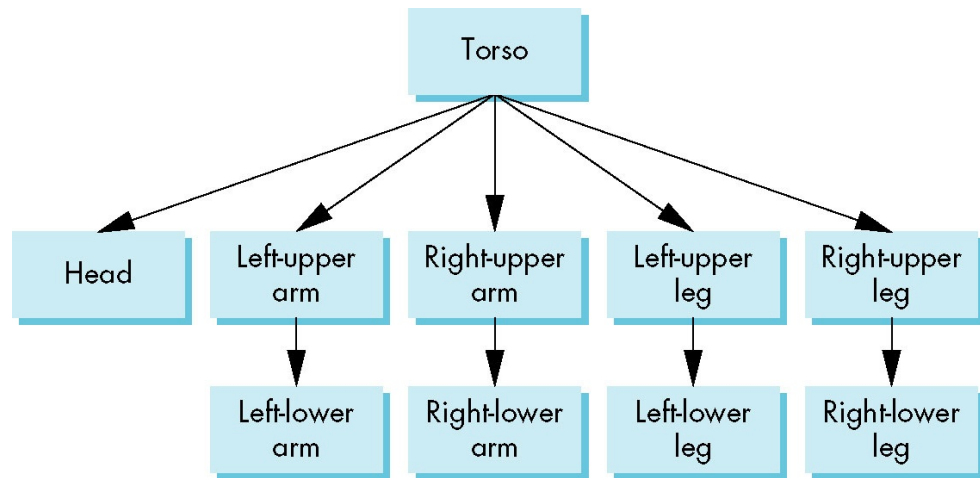 Torso
Head
Left-upper
arm
Right-upper
arm
Left-upper
leg
Right-upper
leg
Left-lower
arm
Right-lower
arm
Left-lower
leg
Right-lower
leg